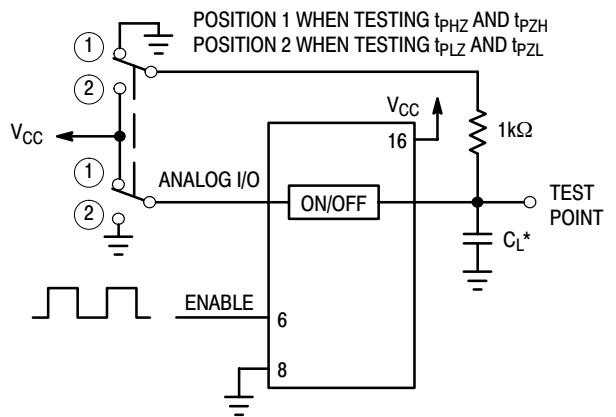 POSITION 1 WHEN TESTING tPHZ AND tPZH
POSITION 2 WHEN TESTING tPLZ AND tPZL
1
2
VCC
VCC
16
1kΩ
1
ANALOG I/O
ON/OFF
TEST
POINT
2
CL*
ENABLE
6
8